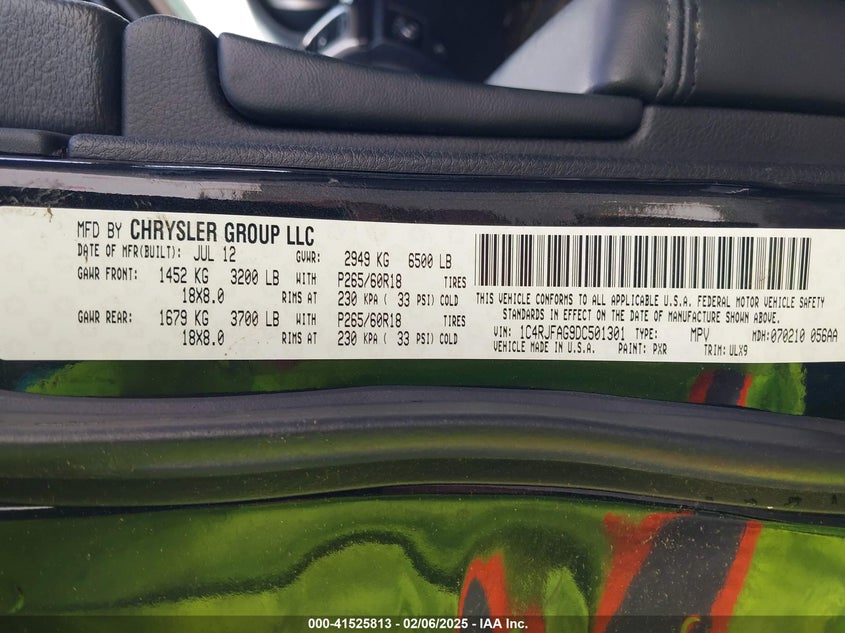 MFD BY CHRYSLER GROUP LLC
DATE OF MFR(BUILT): JUL 12 GVWR: 2949 KG 6500 LB
GAWR FRONT: 1452 KG 3200 LB WITH P265/60R18 TIRES
18X8.0 RIMS AT 230 KPA ( 33 PSI) COLD
GAWR REAR: 1679 KG 3700 LB WITH P265/60R18 TIRES
18X8.0 RIMS AT 230 KPA ( 33 PSI) COLD
THIS VEHICLE CONFORMS TO ALL APPLICABLE U.S.A. FEDERAL MOTOR VEHICLE SAFETY
STANDARDS IN EFFECT ON THE DATE OF MANUFACTURE SHOWN ABOVE.
VIN: 1C4RJFAG9DC501301 TYPE: MPV MDH:070210 056AA
VEHICLE MADE IN U.S.A. PAINT: PXR TRIM: ULX9
000-41525813 - 02/06/2025 - IAA Inc.